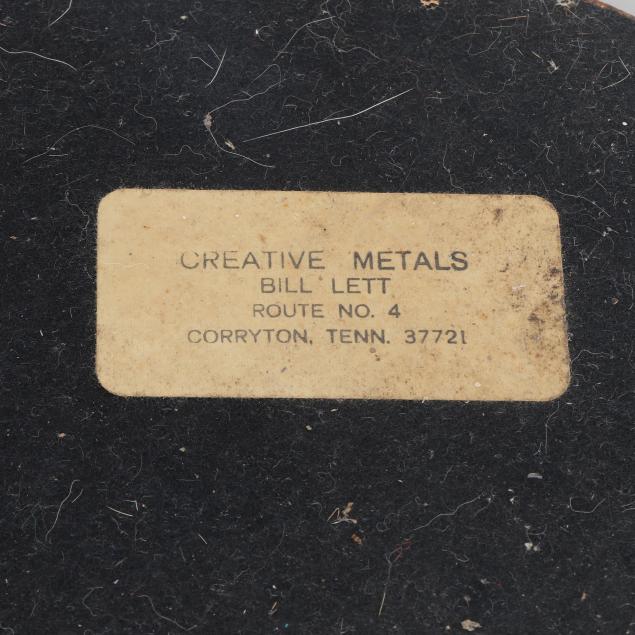 CREATIVE METALS
BILL LETT
ROUTE NO. 4
CORRYTON, TENN. 37721